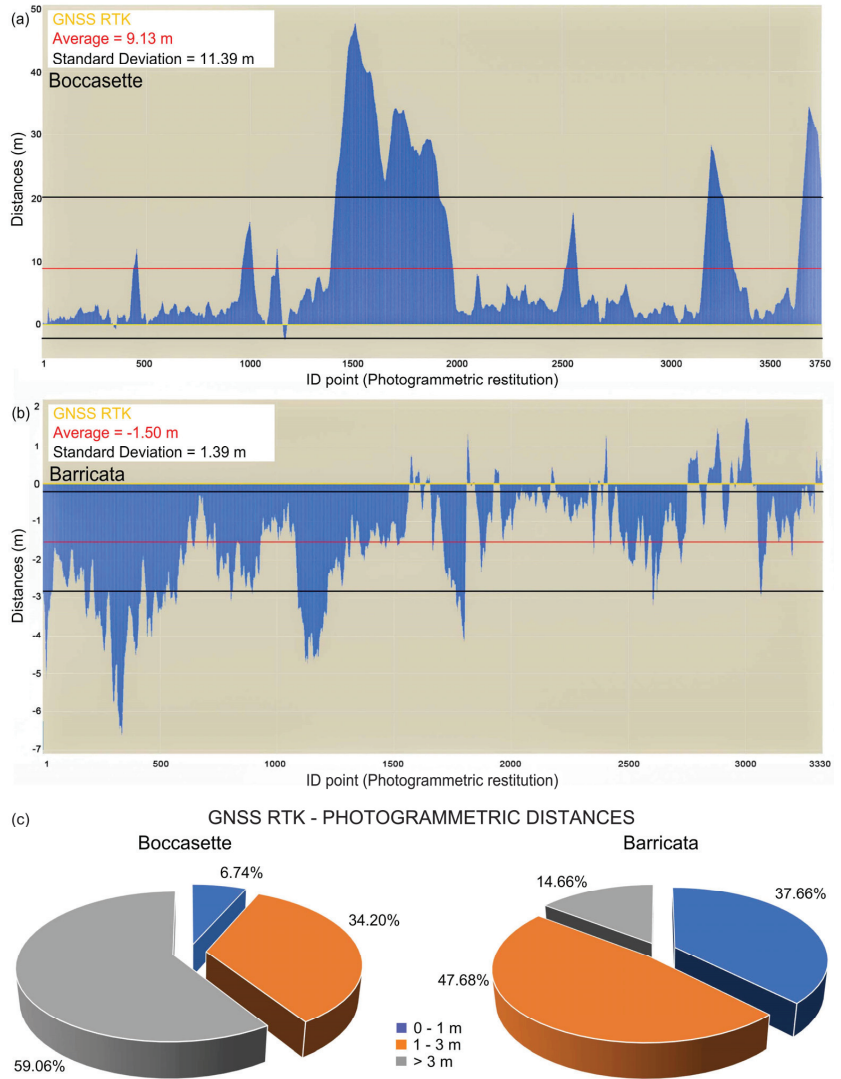 (a)
GNSS RTK
Average = 9.13 m
Standard Deviation = 11.39 m
Boccasette
Distances (m)
50
40
30
20
10
0
1 500 1000 1500 2000 2500 3000 3500 3750
ID point (Photogrammetric restitution)
(b)
GNSS RTK
Average = -1.50 m
Standard Deviation = 1.39 m
Barricata
Distances (m)
2
1
0
-1
-2
-3
-4
-5
-6
-7
1 500 1000 1500 2000 2500 3000 3330
ID point (Photogrammetric restitution)
(c)
GNSS RTK - PHOTOGRAMMETRIC DISTANCES
Boccasette
6.74%
34.20%
59.06%
Barricata
14.66%
37.66%
47.68%
0 - 1 m
1 - 3 m
> 3 m